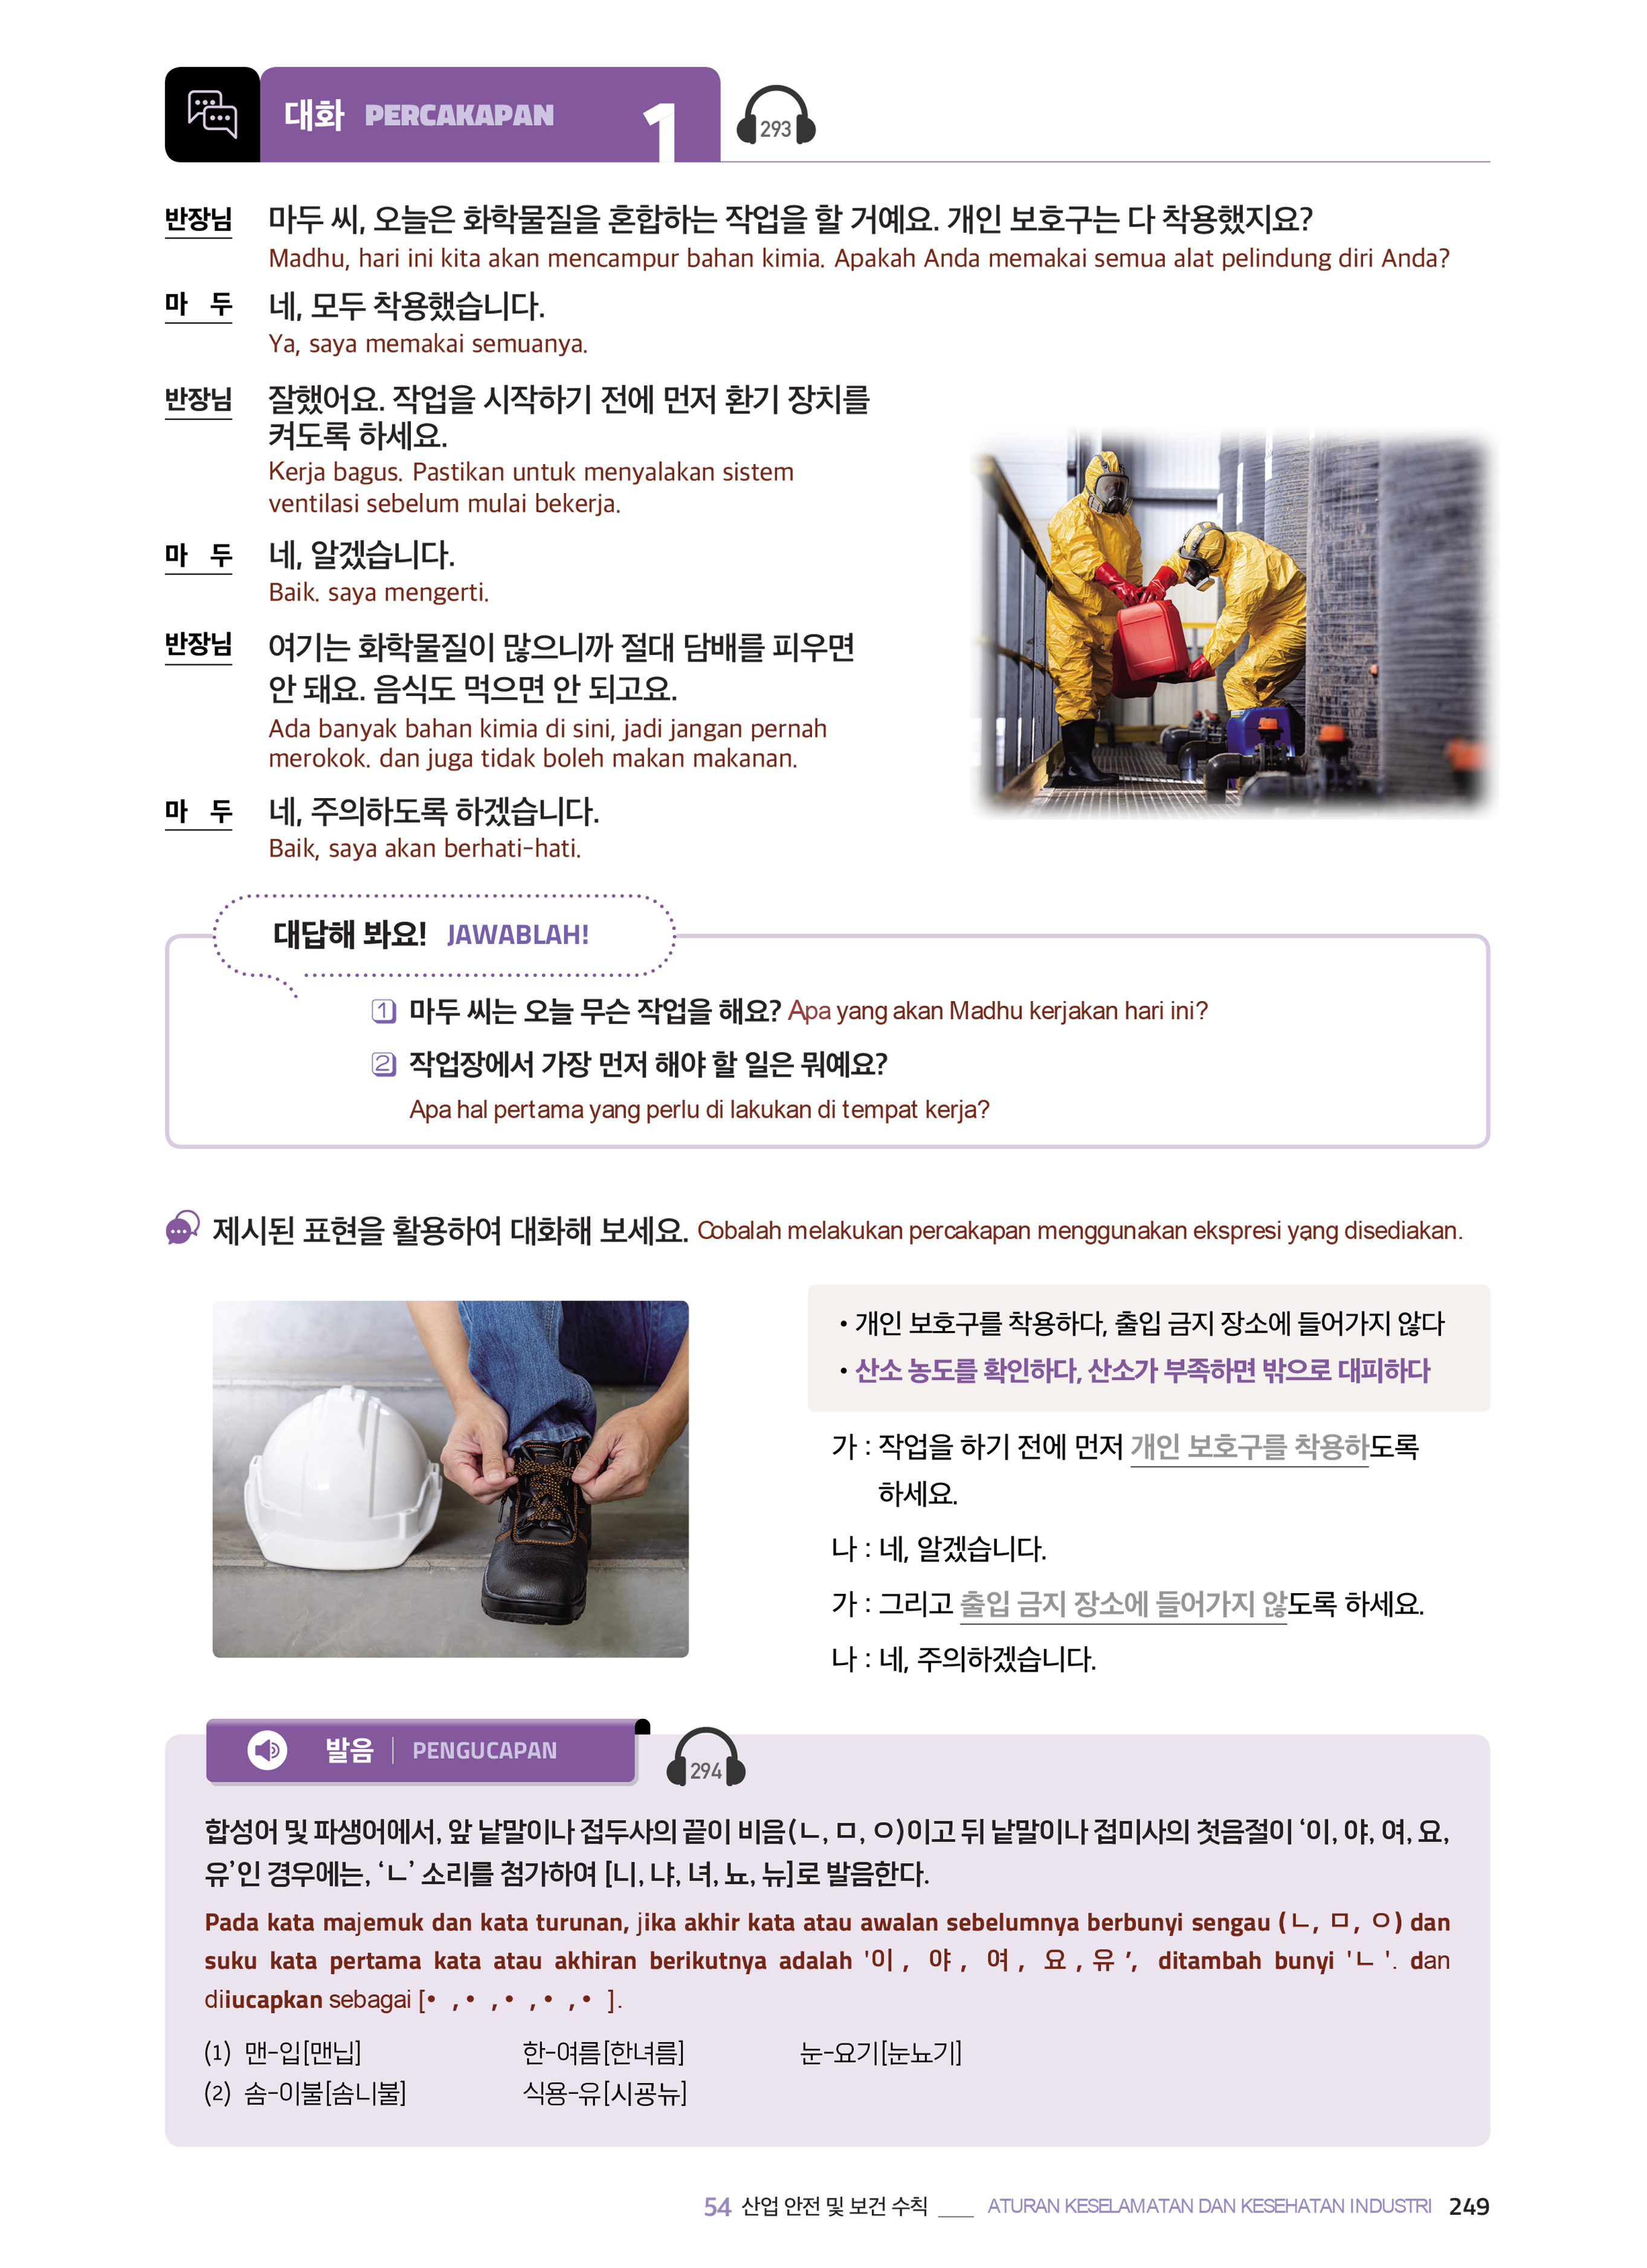 대화 PERCAKAPAN 1 293
반장님 마두 씨, 오늘은 화학물질을 혼합하는 작업을 할 거예요. 개인 보호구는 다 착용했지요?
Madhu, hari ini kita akan mencampur bahan kimia. Apakah Anda memakai semua alat pelindung diri Anda?
마 두 네, 모두 착용했습니다.
Ya, saya memakai semuanya.
반장님 잘했어요. 작업을 시작하기 전에 먼저 환기 장치를
켜도록 하세요.
Kerja bagus. Pastikan untuk menyalakan sistem
ventilasi sebelum mulai bekerja.
마 두 네, 알겠습니다.
Baik. saya mengerti.
반장님 여기는 화학물질이 많으니까 절대 담배를 피우면
안 돼요. 음식도 먹으면 안 되고요.
Ada banyak bahan kimia di sini, jadi jangan pernah
merokok. dan juga tidak boleh makan makanan.
마 두 네, 주의하도록 하겠습니다.
Baik, saya akan berhati-hati.
대답해 봐요! JAWABLAH!
1 마두 씨는 오늘 무슨 작업을 해요? Apa yang akan Madhu kerjakan hari ini?
2 작업장에서 가장 먼저 해야 할 일은 뭐예요?
Apa hal pertama yang perlu di lakukan di tempat kerja?
제시된 표현을 활용하여 대화해 보세요. Cobalah melakukan percakapan menggunakan ekspresi yang disediakan.
• 개인 보호구를 착용하다, 출입 금지 장소에 들어가지 않다
• 산소 농도를 확인하다, 산소가 부족하면 밖으로 대피하다
가 : 작업을 하기 전에 먼저 개인 보호구를 착용하도록
하세요.
나 : 네, 알겠습니다.
가 : 그리고 출입 금지 장소에 들어가지 않도록 하세요.
나 : 네, 주의하겠습니다.
발음 | PENGUCAPAN 294
합성어 및 파생어에서, 앞 낱말이나 접두사의 끝이 비음(ㄴ, ㅁ, ㅇ)이고 뒤 낱말이나 접미사의 첫음절이 ‘이, 야, 여, 요,
유’인 경우에는, ‘ㄴ’ 소리를 첨가하여 [니, 냐, 녀, 뇨, 뉴]로 발음한다.
Pada kata majemuk dan kata turunan, jika akhir kata atau awalan sebelumnya berbunyi sengau (ㄴ, ㅁ, ㅇ) dan
suku kata pertama kata atau akhiran berikutnya adalah '이, 야, 여, 요, 유', ditambah bunyi 'ㄴ'. dan
diiucapkan sebagai [• , • , • , • , • ].
(1) 맨-입[맨닙] 한-여름[한녀름] 눈-요기[눈뇨기]
(2) 솜-이불[솜니불] 식용-유[시굥뉴]
54 산업 안전 및 보건 수칙 ___ ATURAN KESELAMATAN DAN KESEHATAN INDUSTRI 249